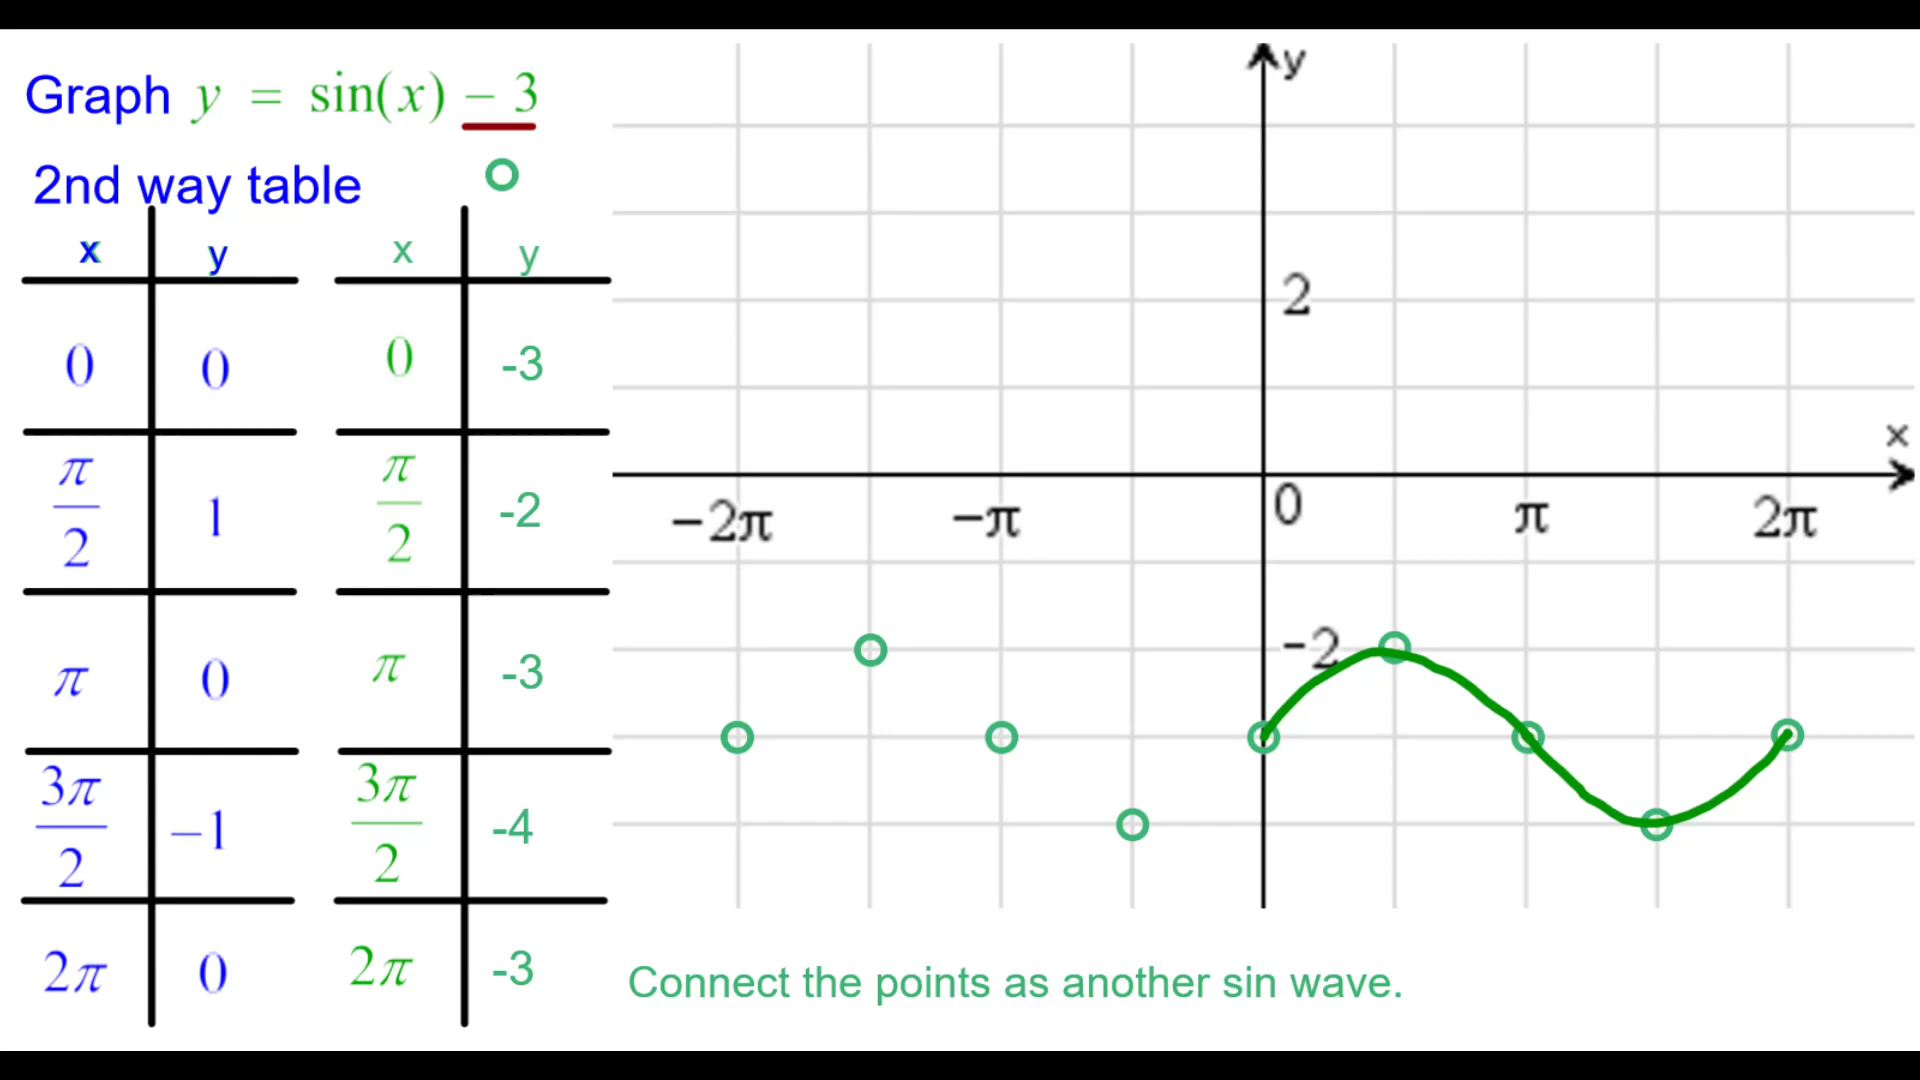 Graph y = sin(x) – 3
2nd way table
x y x y
0 0 0 -3
π/2 1 π/2 -2
π 0 π -3
3π/2 –1 3π/2 -4
2π 0 2π -3
y
2
x
−2π −π 0 π 2π
-2
Connect the points as another sin wave.